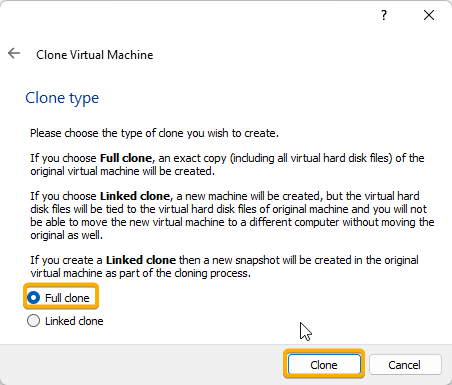 ?
Clone Virtual Machine
Clone type
Please choose the type of clone you wish to create.
If you choose Full clone, an exact copy (including all virtual hard disk files) of the
original virtual machine will be created.
If you choose Linked clone, a new machine will be created, but the virtual hard
disk files will be tied to the virtual hard disk files of original machine and you will not
be able to move the new virtual machine to a different computer without moving the
original as well.
If you create a Linked clone then a new snapshot will be created in the original
virtual machine as part of the cloning process.
Full clone
Linked clone
Clone
Cancel